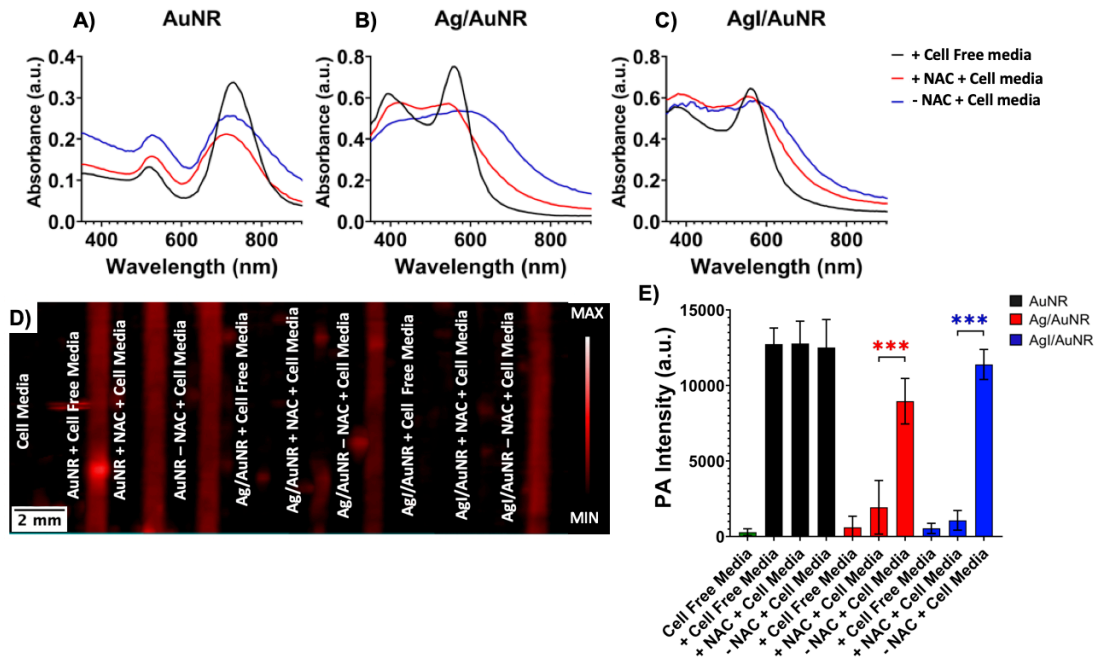 A)
AuNR
Absorbance (a.u.)
0.4
0.3
0.2
0.1
0.0
400
600
800
Wavelength (nm)
B)
Ag/AuNR
Absorbance (a.u.)
0.8
0.6
0.4
0.2
0.0
400
600
800
Wavelength (nm)
C)
AgI/AuNR
Absorbance (a.u.)
0.8
0.6
0.4
0.2
0.0
400
600
800
Wavelength (nm)
+ Cell Free media
+ NAC + Cell media
- NAC + Cell media
D)
Cell Media
AuNR + Cell Free Media
AuNR + NAC + Cell Media
AuNR – NAC + Cell Media
Ag/AuNR + Cell Free Media
Ag/AuNR + NAC + Cell Media
Ag/AuNR – NAC + Cell Media
AgI/AuNR + Cell Free Media
AgI/AuNR + NAC + Cell Media
AgI/AuNR – NAC + Cell Media
2 mm
MAX
MIN
E)
PA Intensity (a.u.)
15000
10000
5000
0
***
***
AuNR
Ag/AuNR
AgI/AuNR
Cell Free Media
+ Cell Free Media
+ NAC + Cell Media
- NAC + Cell Media
+ Cell Free Media
+ NAC + Cell Media
- NAC + Cell Media
+ Cell Free Media
+ NAC + Cell Media
- NAC + Cell Media